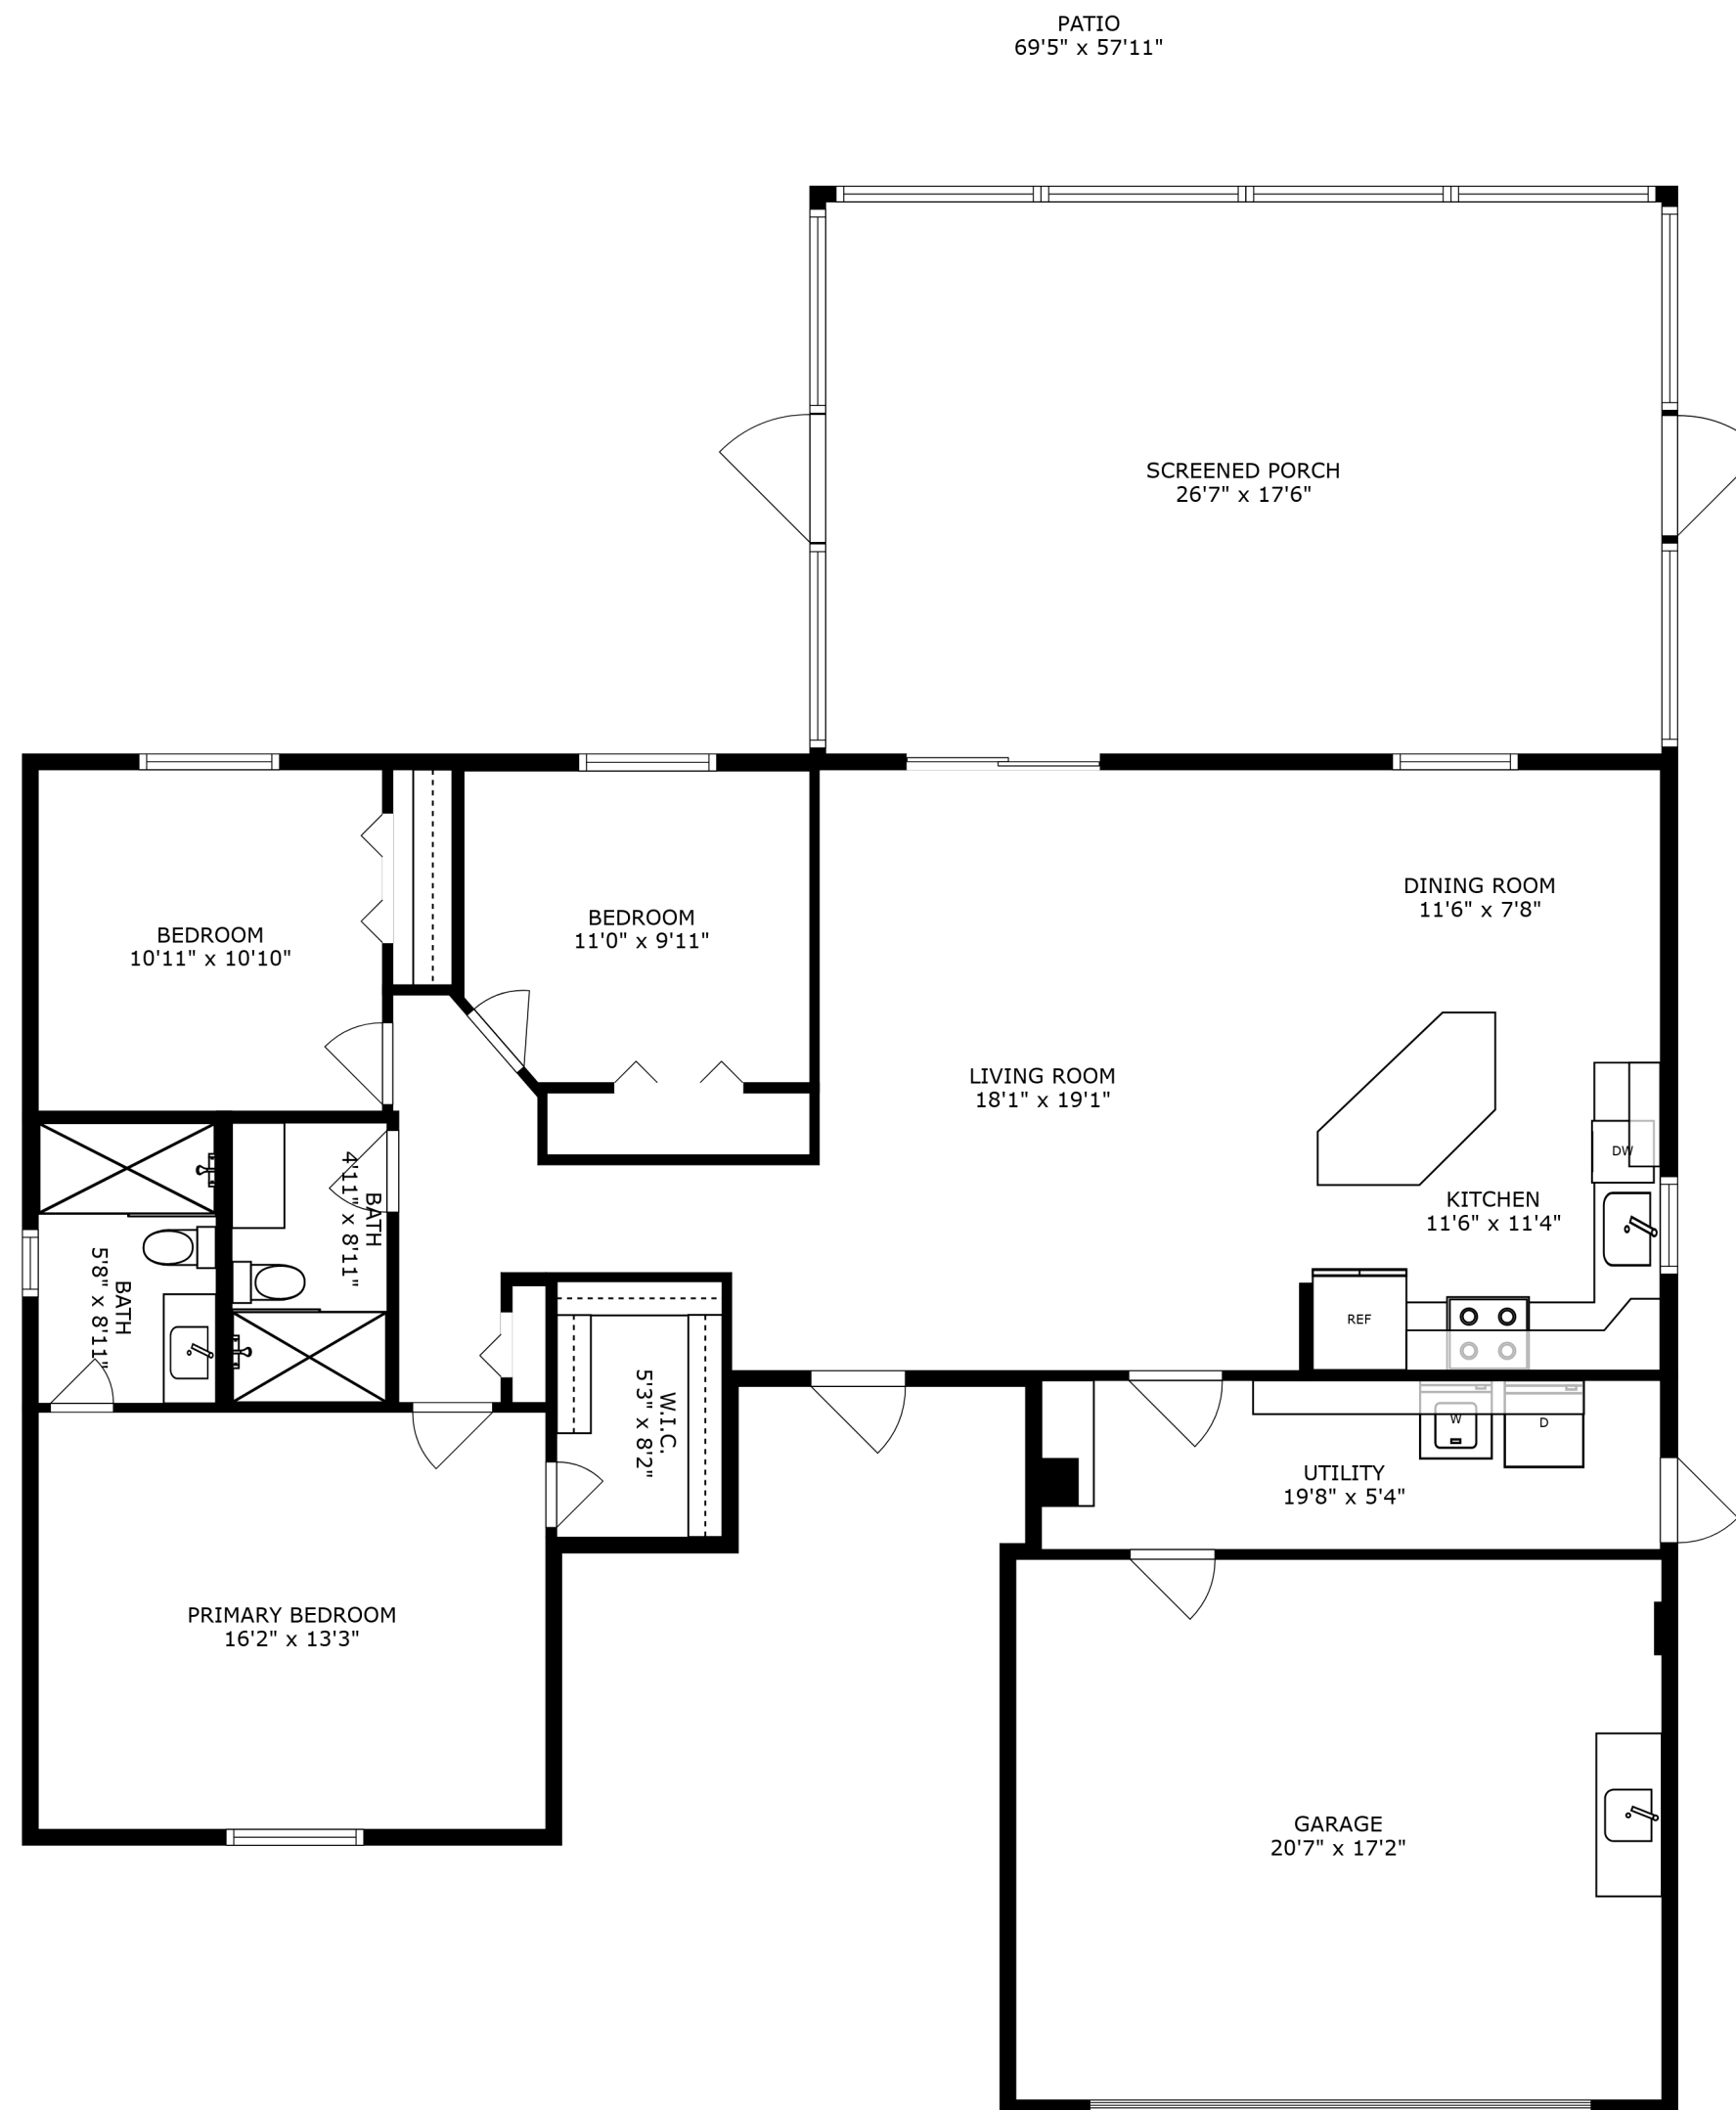 PATIO
69'5" x 57'11"
SCREENED PORCH
26'7" x 17'6"
DINING ROOM
11'6" x 7'8"
BEDROOM
11'0" x 9'11"
BEDROOM
10'11" x 10'10"
LIVING ROOM
18'1" x 19'1"
DW
KITCHEN
11'6" x 11'4"
BATH
4'11" x 8'11"
BATH
5'8" x 8'11"
REF
W.I.C.
5'3" x 8'2"
W
D
UTILITY
19'8" x 5'4"
PRIMARY BEDROOM
16'2" x 13'3"
GARAGE
20'7" x 17'2"